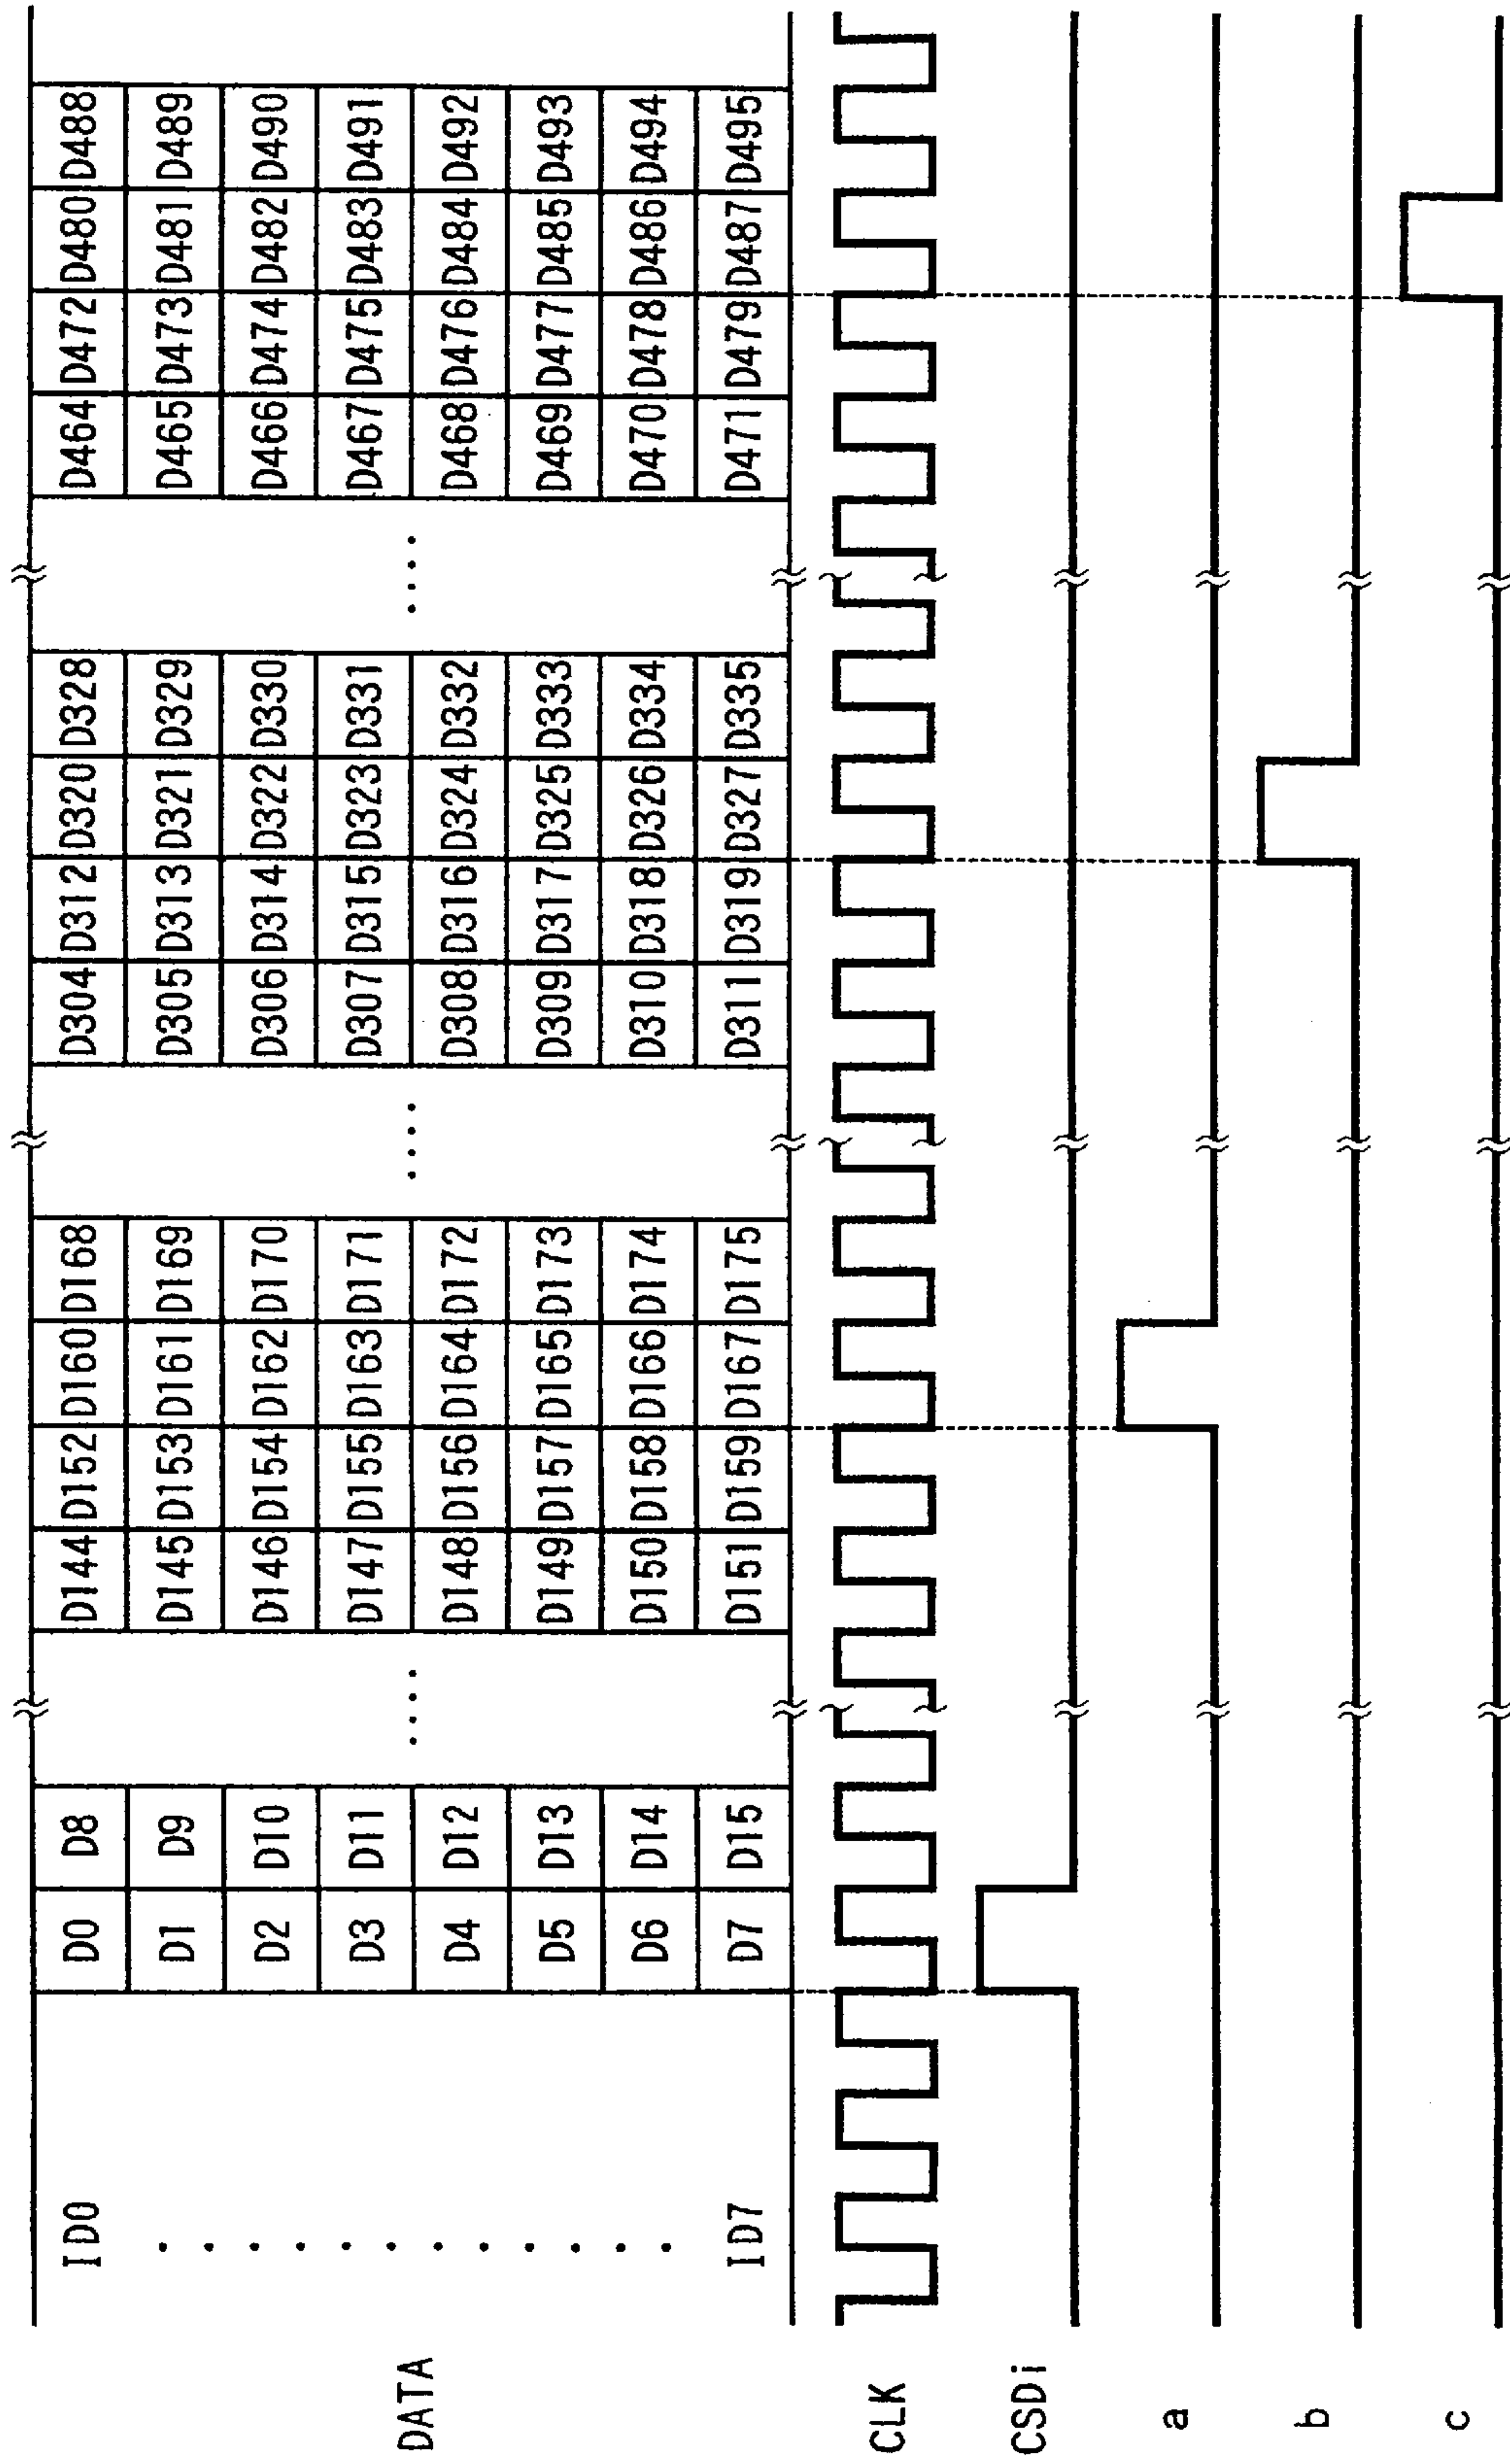 DATA
ID0 D0 D8 D144 D152 D160 D168 D304 D312 D320 D328 D464 D472 D480 D488
D1 D9 D145 D153 D161 D169 D305 D313 D321 D329 D465 D473 D481 D489
D2 D10 D146 D154 D162 D170 D306 D314 D322 D330 D466 D474 D482 D490
D3 D11 D147 D155 D163 D171 D307 D315 D323 D331 D467 D475 D483 D491
D4 D12 D148 D156 D164 D172 D308 D316 D324 D332 D468 D476 D484 D492
D5 D13 D149 D157 D165 D173 D309 D317 D325 D333 D469 D477 D485 D493
D6 D14 D150 D158 D166 D174 D310 D318 D326 D334 D470 D478 D486 D494
ID7 D7 D15 D151 D159 D167 D175 D311 D319 D327 D335 D471 D479 D487 D495
CLK
CSDi
a
b
c